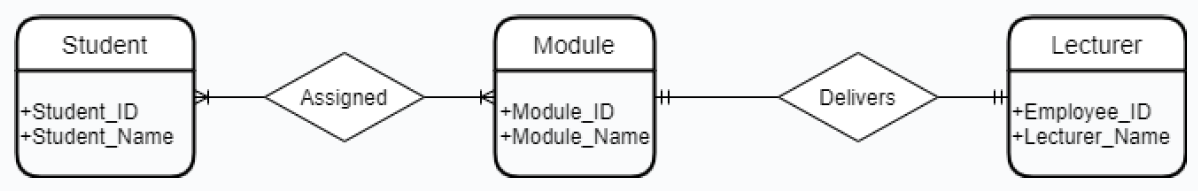 Student
+Student_ID
+Student_Name
Assigned
Module
+Module_ID
+Module_Name
Delivers
Lecturer
+Employee_ID
+Lecturer_Name